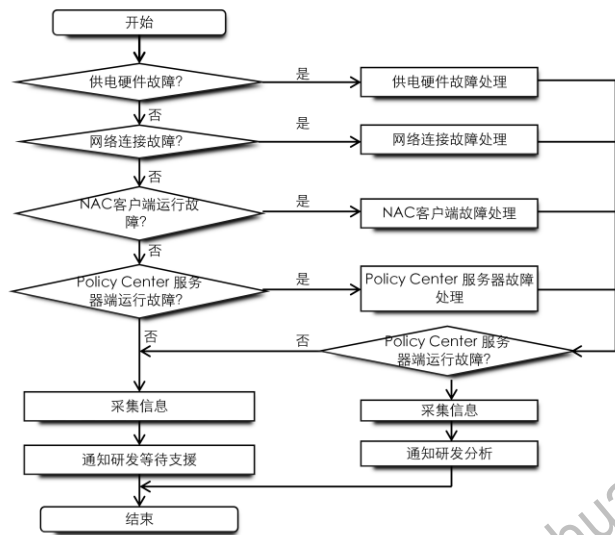 开始
供电硬件故障?
是
供电硬件故障处理
否
网络连接故障?
是
网络连接故障处理
否
NAC客户端运行故
障?
是
NAC客户端故障处理
否
Policy Center 服务
器端运行故障?
是
Policy Center 服务器故障
处理
否
否
Policy Center 服务
器端运行故障?
采集信息
采集信息
通知研发等待支援
通知研发分析
结束
hua